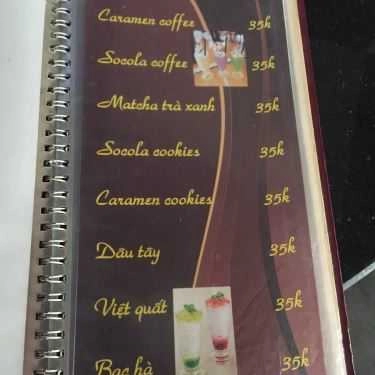 Caramen coffee 35k
Socola coffee 35k
Matcha trà xanh 35k
Socola cookies 35k
Caramen cookies 35k
Dâu tây 35k
Việt quất 35k
Bạc hà 35k